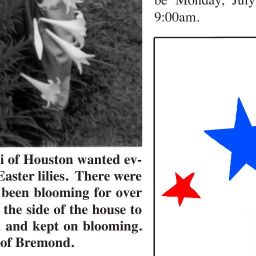 be Monday, July
9:00am.
i of Houston wanted ev-
Easter lilies. There were
been blooming for over
the side of the house to
and kept on blooming.
of Bremond.